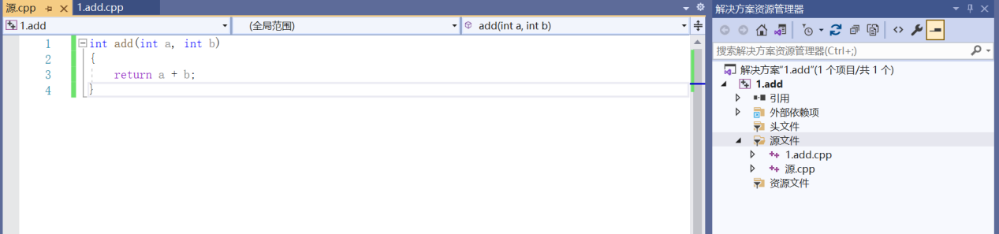 源.cpp 1.add.cpp
1.add (全局范围) add(int a, int b)
1 int add(int a, int b)
2 {
3 return a + b;
4 }
解决方案资源管理器
搜索解决方案资源管理器(Ctrl+;)
解决方案"1.add"(1 个项目/共 1 个)
1.add
引用
外部依赖项
头文件
源文件
1.add.cpp
源.cpp
资源文件